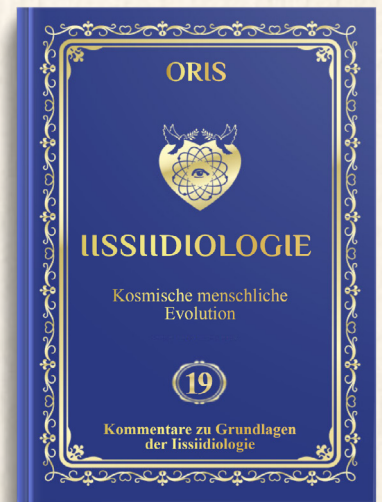 ORIS
IISSIIDIOLOGIE
Kosmische menschliche
Evolution
19
Kommentare zu Grundlagen
der Iissiidiologie